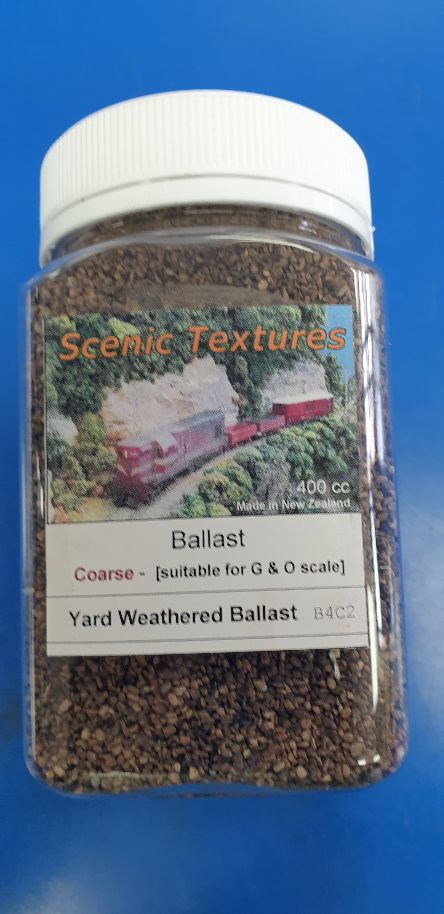 Scenic Textures
400 cc
Made in New Zealand
Ballast
Coarse - [suitable for G & O scale]
Yard Weathered Ballast B4C2